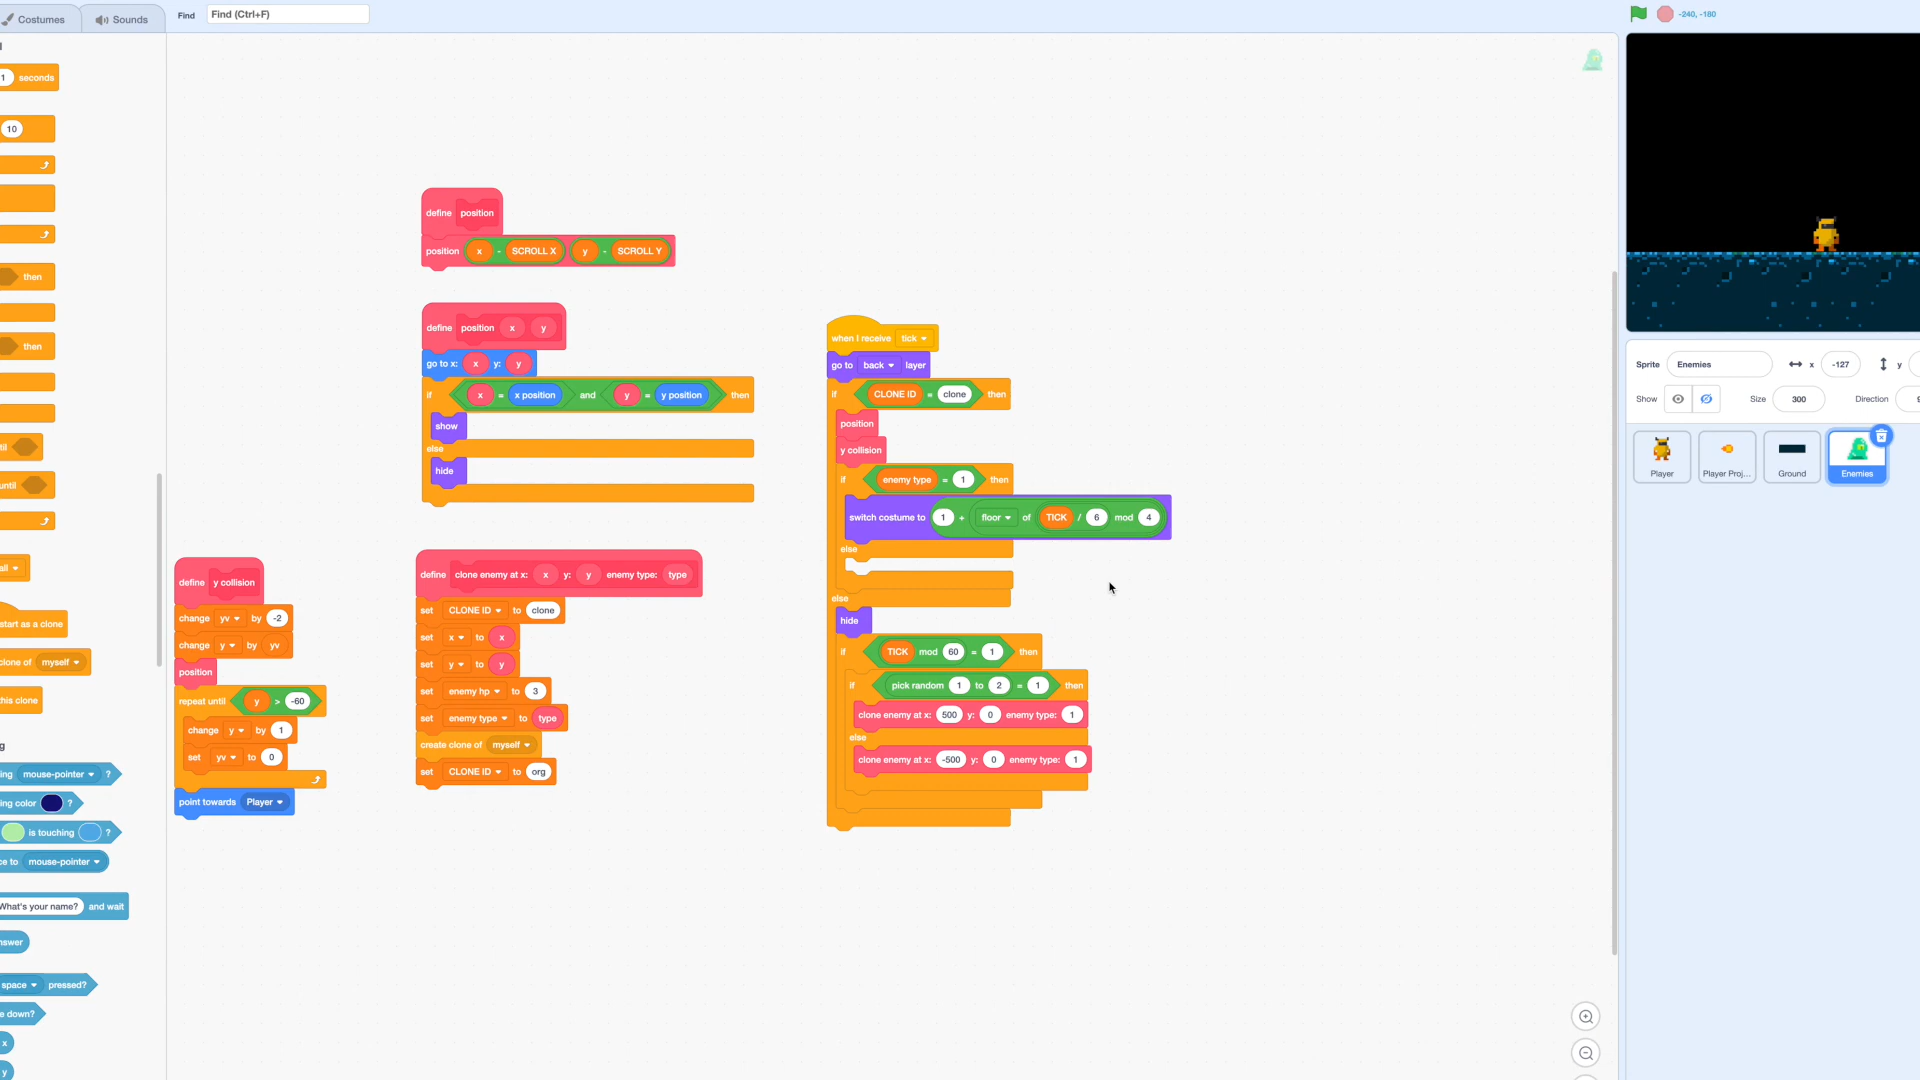 Costumes
Sounds
Find
Find (Ctrl+F)
-240, -180
1 seconds
10
then
then
until
all
start as a clone
clone of myself
this clone
mouse-pointer ?
color ?
is touching ?
to mouse-pointer
What's your name? and wait
answer
space pressed?
down?
x
y
define position
position x - SCROLL X y - SCROLL Y
define position x y
go to x: x y: y
if x = x position and y = y position then
show
else
hide
define y collision
change yv by -2
change y by yv
position
repeat until y > -60
change y by 1
set yv to 0
point towards Player
define clone enemy at x: x y: y enemy type: type
set CLONE ID to clone
set x to x
set y to y
set enemy hp to 3
set enemy type to type
create clone of myself
set CLONE ID to org
when I receive tick
go to back layer
if CLONE ID = clone then
position
y collision
if enemy type = 1 then
switch costume to 1 + floor of TICK / 6 mod 4
else
else
hide
if TICK mod 60 = 1 then
if pick random 1 to 2 = 1 then
clone enemy at x: 500 y: 0 enemy type: 1
else
clone enemy at x: -500 y: 0 enemy type: 1
Sprite Enemies x -127 y
Show Size 300 Direction
Player
Player Proj...
Ground
Enemies